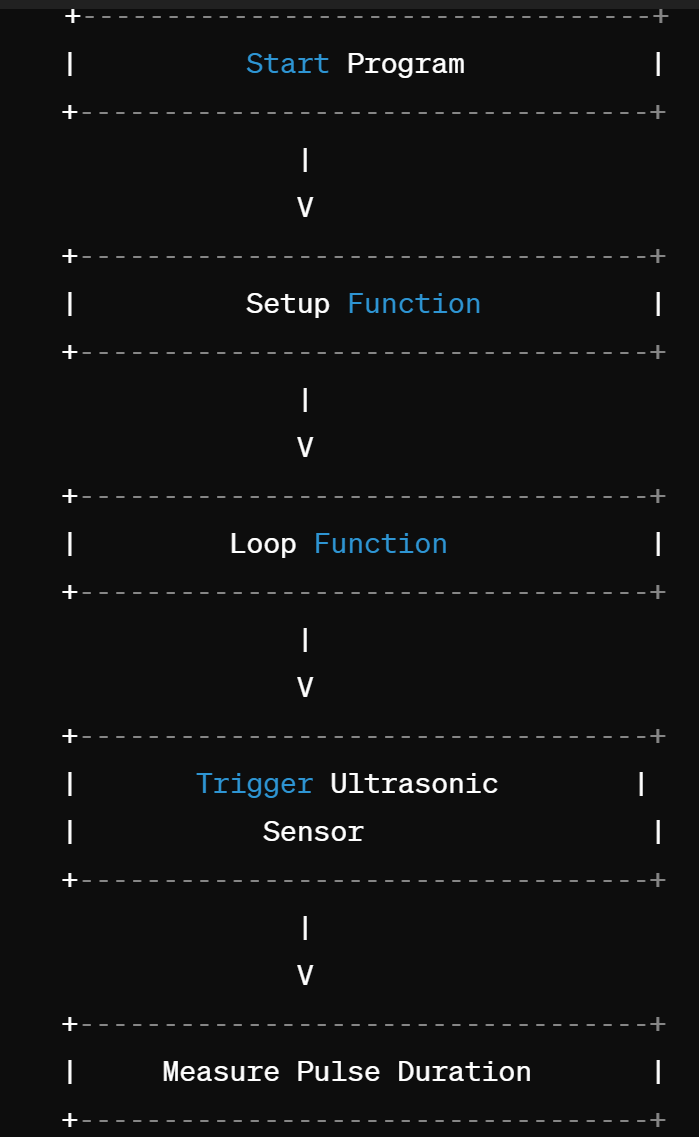 +----------------------------------+
|          Start Program           |
+----------------------------------+
              |
              V
+----------------------------------+
|          Setup Function          |
+----------------------------------+
              |
              V
+----------------------------------+
|         Loop Function            |
+----------------------------------+
              |
              V
+----------------------------------+
|       Trigger Ultrasonic        |
|           Sensor                 |
+----------------------------------+
              |
              V
+----------------------------------+
|     Measure Pulse Duration       |
+----------------------------------+